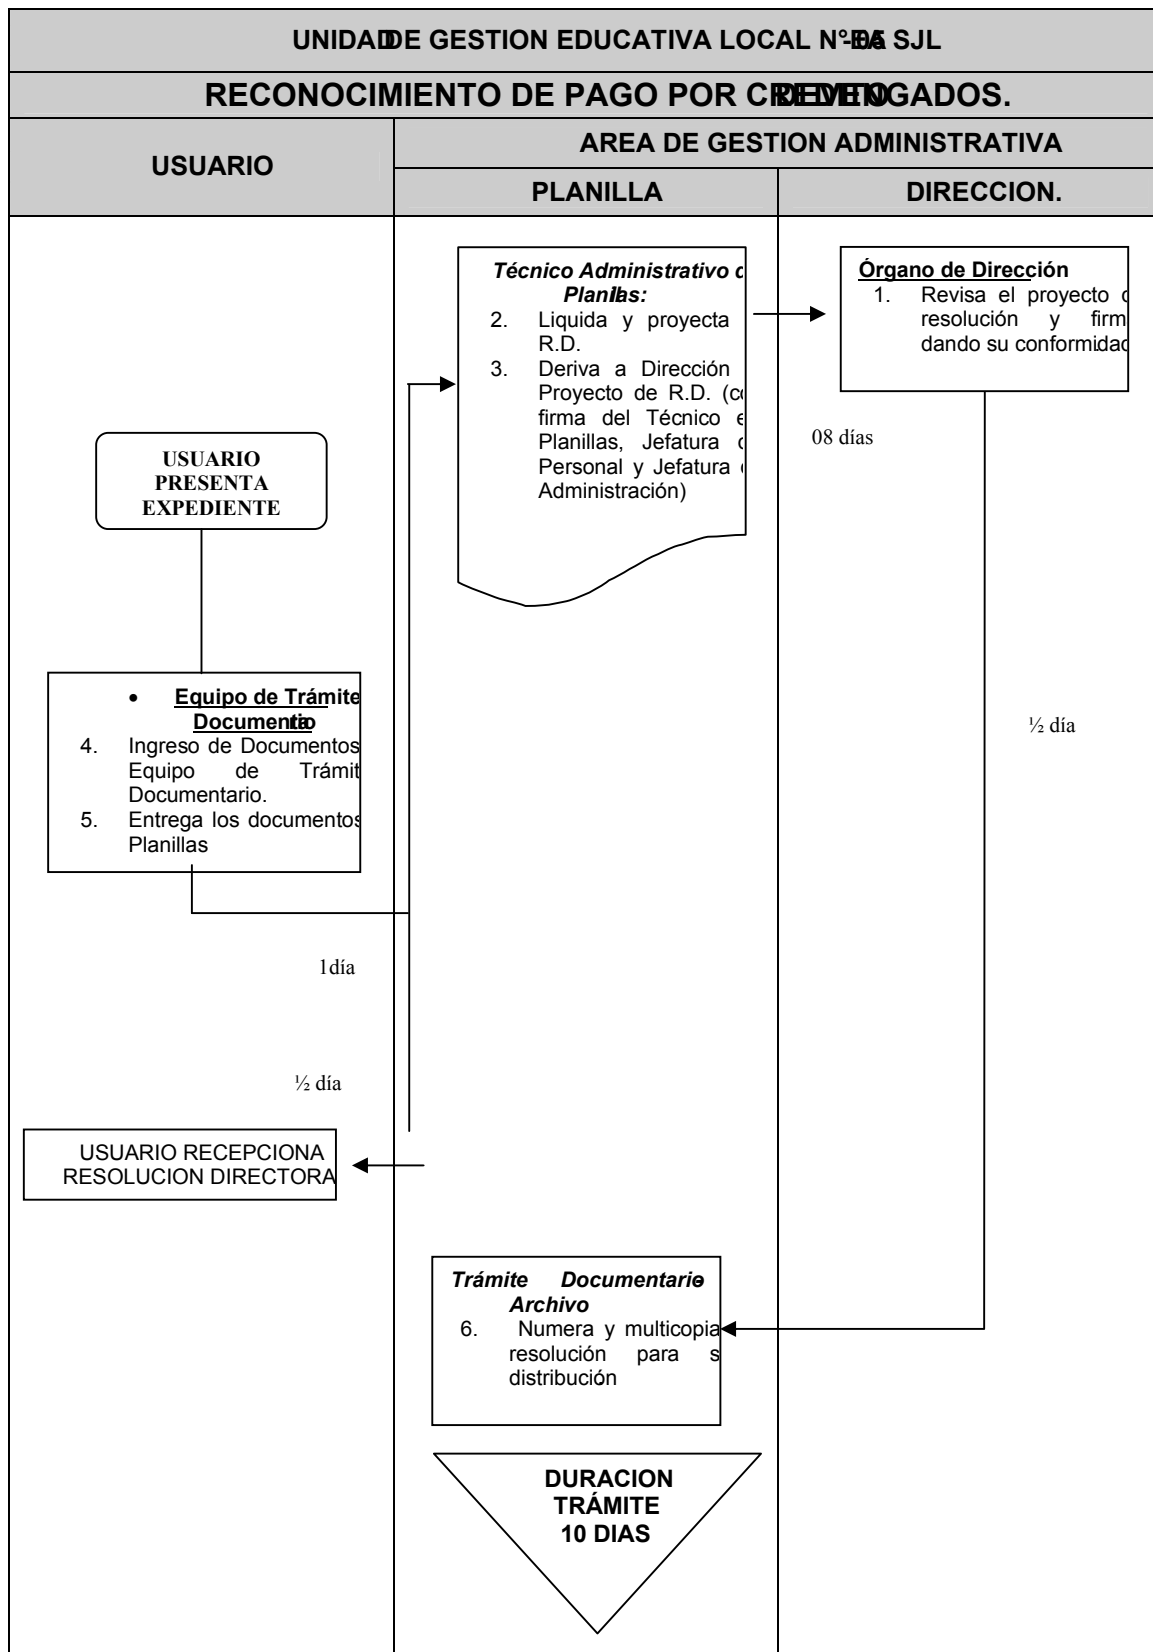 UNIDAD DE GESTION EDUCATIVA LOCAL N° 05 SJL
RECONOCIMIENTO DE PAGO POR
USUARIO
AREA DE GESTION ADMINISTRATIVA
PLANILLA
DIRECCION.
Técnico Administrativo
Planillas:
2. Liquida y proyecta
R.D.
3. Deriva a Dirección
Proyecto de R.D. (co
firma del Técnico e
Planillas, Jefatura
Personal y Jefatura
Administración)
Órgano de Dirección
1. Revisa el proyecto
resolución y firm
dando su conformidad
08 días
USUARIO
PRESENTA
EXPEDIENTE
• Equipo de Trámite
4. Ingreso de Documentos
Equipo de Trámit
Documentario.
5. Entrega los documentos
Planillas
½ día
1día
½ día
USUARIO RECEPCIONA
RESOLUCION DIRECTORA
Trámite Documentario
Archivo
6. Numera y multicopia
resolución para s
distribución
DURACION
TRÁMITE
10 DIAS